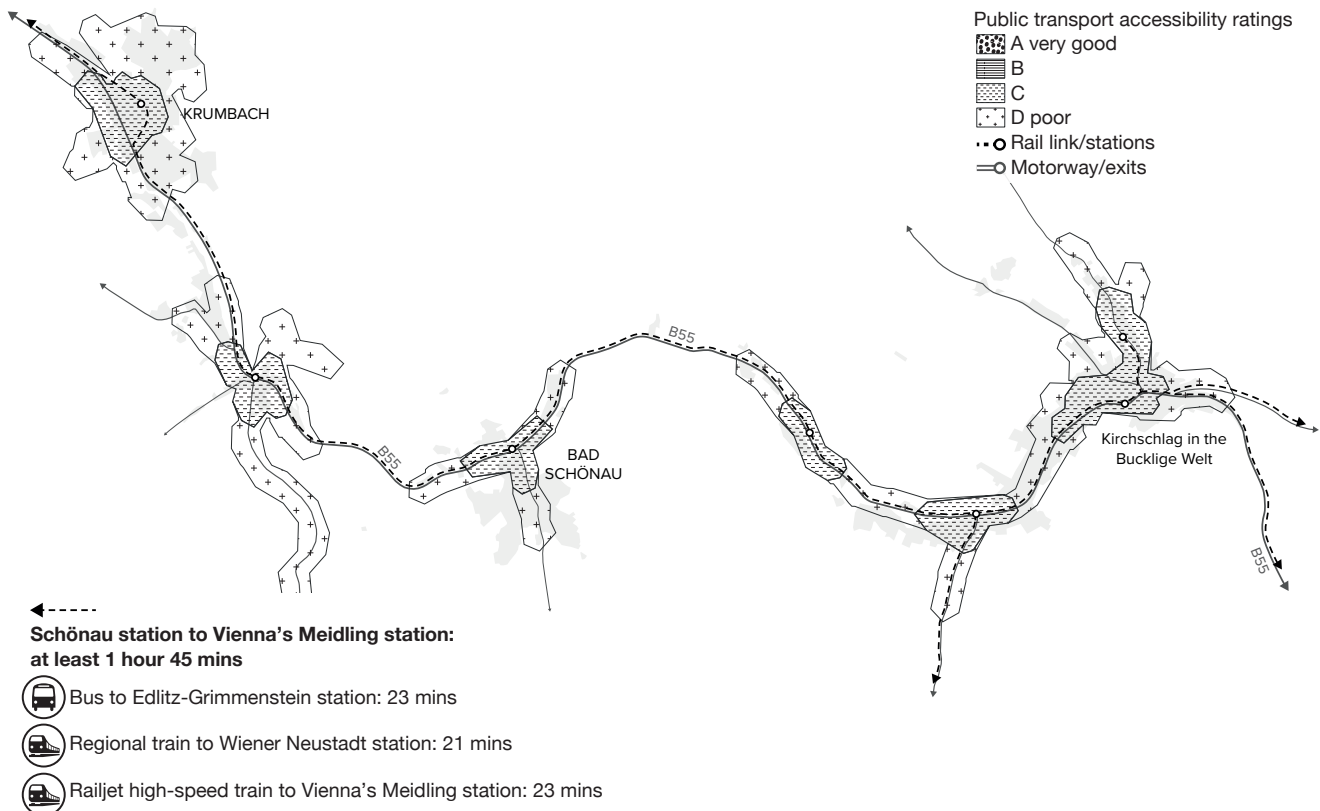 Public transport accessibility ratings
A very good
B
C
D poor
Rail link/stations
Motorway/exits
KRUMBACH
B55
B55
BAD
SCHÖNAU
Kirchschlag in the
Bucklige Welt
B55
Schönau station to Vienna's Meidling station:
at least 1 hour 45 mins
Bus to Edlitz-Grimmenstein station: 23 mins
Regional train to Wiener Neustadt station: 21 mins
Railjet high-speed train to Vienna's Meidling station: 23 mins